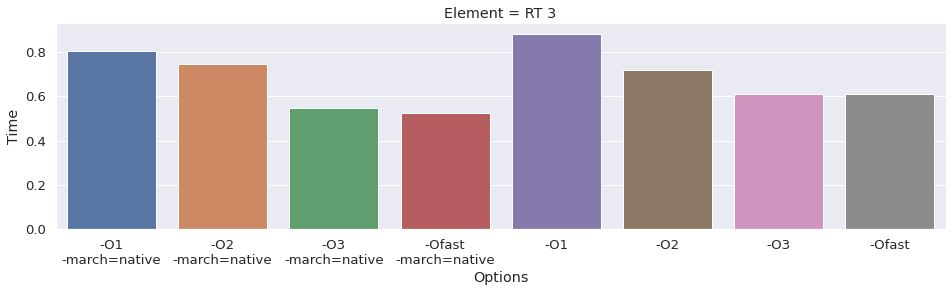 Element = RT 3
Time
0.8
0.6
0.4
0.2
0.0
-O1 -O2 -O3 -Ofast -O1 -O2 -O3 -Ofast
-march=native -march=native -march=native -march=native
Options